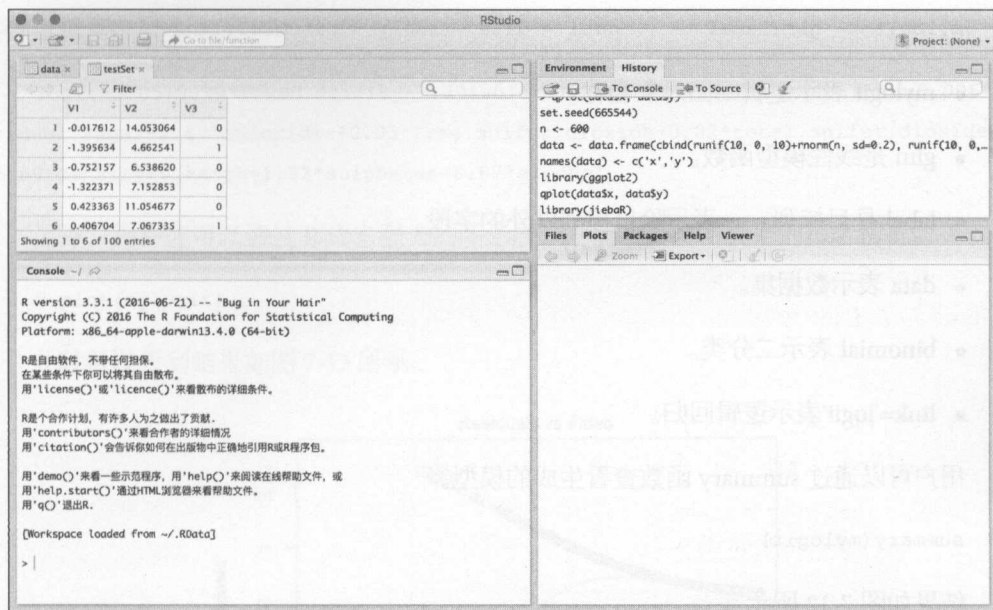 RStudio
Go to file/function
Project: (None)
data
testSet
Filter
V1 V2 V3
1 -0.017612 14.053064 0
2 -1.395634 4.662541 1
3 -0.752157 6.538620 0
4 -1.322371 7.152853 0
5 0.423363 11.054677 0
6 0.406704 7.067335 1
Showing 1 to 6 of 100 entries
Console ~/
R version 3.3.1 (2016-06-21) -- "Bug in Your Hair"
Copyright (C) 2016 The R Foundation for Statistical Computing
Platform: x86_64-apple-darwin13.4.0 (64-bit)
R是自由软件，不带任何担保。
在某些条件下你可以将其自由散布。
用'license()'或'licence()'来看散布的详细条件。
R是个合作计划，有许多人为之做出了贡献.
用'contributors()'来看合作者的详细情况
用'citation()'会告诉你如何在出版物中正确地引用R或R程序包。
用'demo()'来看一些示范程序，用'help()'来阅读在线帮助文件，或
用'help.start()'通过HTML浏览器来看帮助文件。
用'q()'退出R.
[Workspace loaded from ~/.RData]
>
Environment History
To Console To Source
> qplot(data$x, data$y)
set.seed(665544)
n <- 600
data <- data.frame(cbind(runif(10, 0, 10)+rnorm(n, sd=0.2), runif(10, 0,…
names(data) <- c('x','y')
library(ggplot2)
qplot(data$x, data$y)
library(jiebaR)
Files Plots Packages Help Viewer
Zoom Export